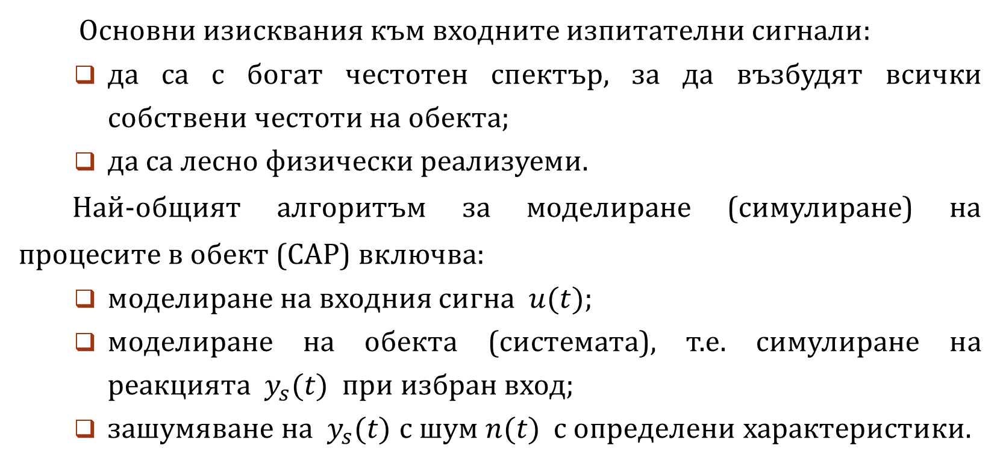 Основни изисквания към входните изпитателни сигнали:
❑ да са с богат честотен спектър, за да възбудят всички
собствени честоти на обекта;
❑ да са лесно физически реализуеми.
Най-общият алгоритъм за моделиране (симулиране) на
процесите в обект (САР) включва:
❑ моделиране на входния сигна u(t);
❑ моделиране на обекта (системата), т.е. симулиране на
реакцията yₛ(t) при избран вход;
❑ зашумяване на yₛ(t) с шум n(t) с определени характеристики.